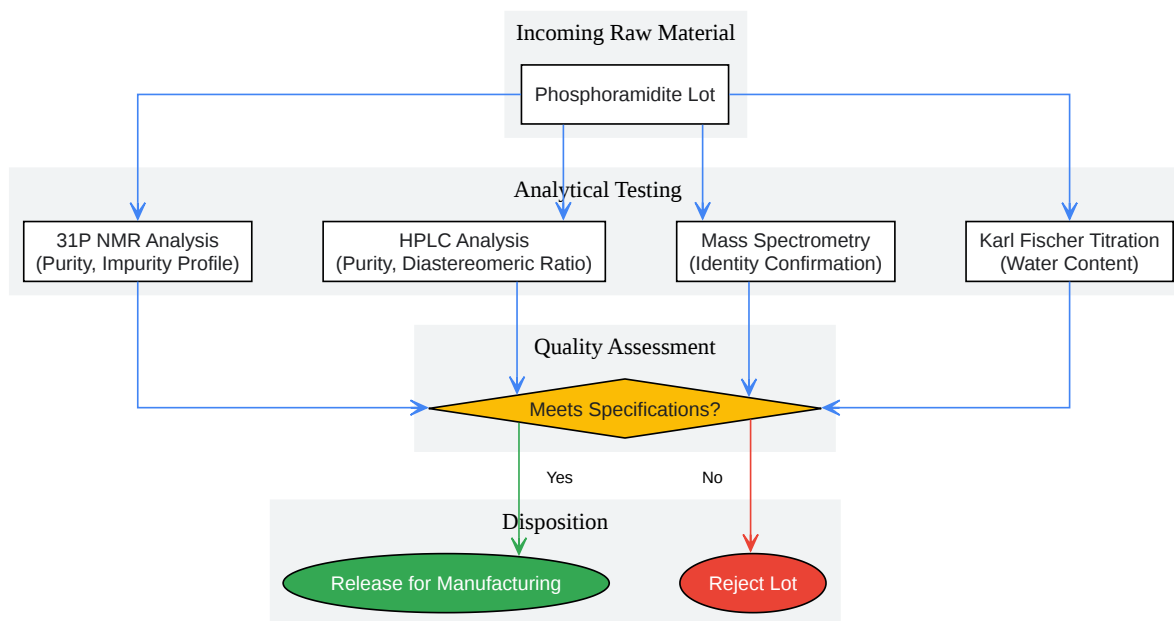 Incoming Raw Material
Phosphoramidite Lot
Analytical Testing
31P NMR Analysis
(Purity, Impurity Profile)
HPLC Analysis
(Purity, Diastereomeric Ratio)
Mass Spectrometry
(Identity Confirmation)
Karl Fischer Titration
(Water Content)
Quality Assessment
Meets Specifications?
Yes
No
Disposition
Release for Manufacturing
Reject Lot